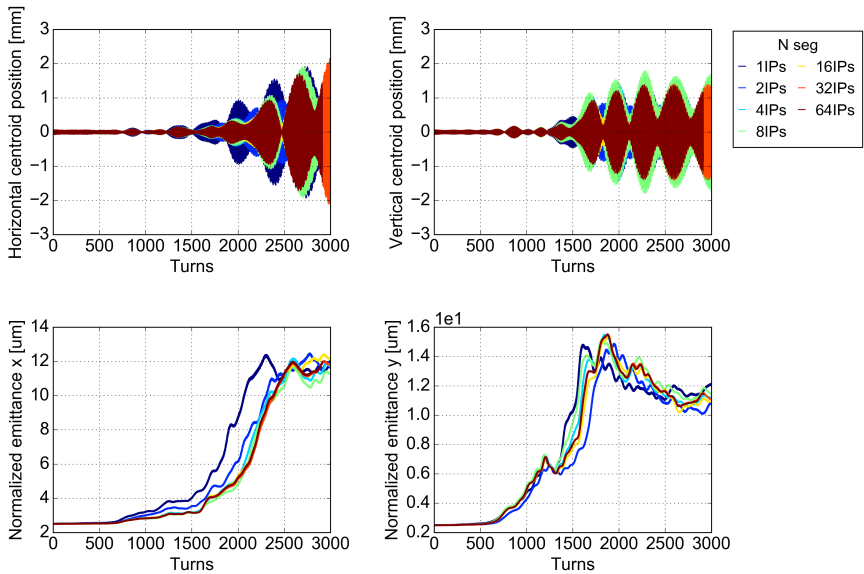 3
2
1
0
−1
−2
−3
0 500 1000 1500 2000 2500 3000
Turns
Horizontal centroid position [mm]
3
2
1
0
−1
−2
−3
0 500 1000 1500 2000 2500 3000
Turns
Vertical centroid position [mm]
N seg
1IPs 16IPs
2IPs 32IPs
4IPs 64IPs
8IPs
14
12
10
8
6
4
2
0 500 1000 1500 2000 2500 3000
Turns
Normalized emittance x [um]
1e1
1.6
1.4
1.2
1.0
0.8
0.6
0.4
0.2
0 500 1000 1500 2000 2500 3000
Turns
Normalized emittance y [um]